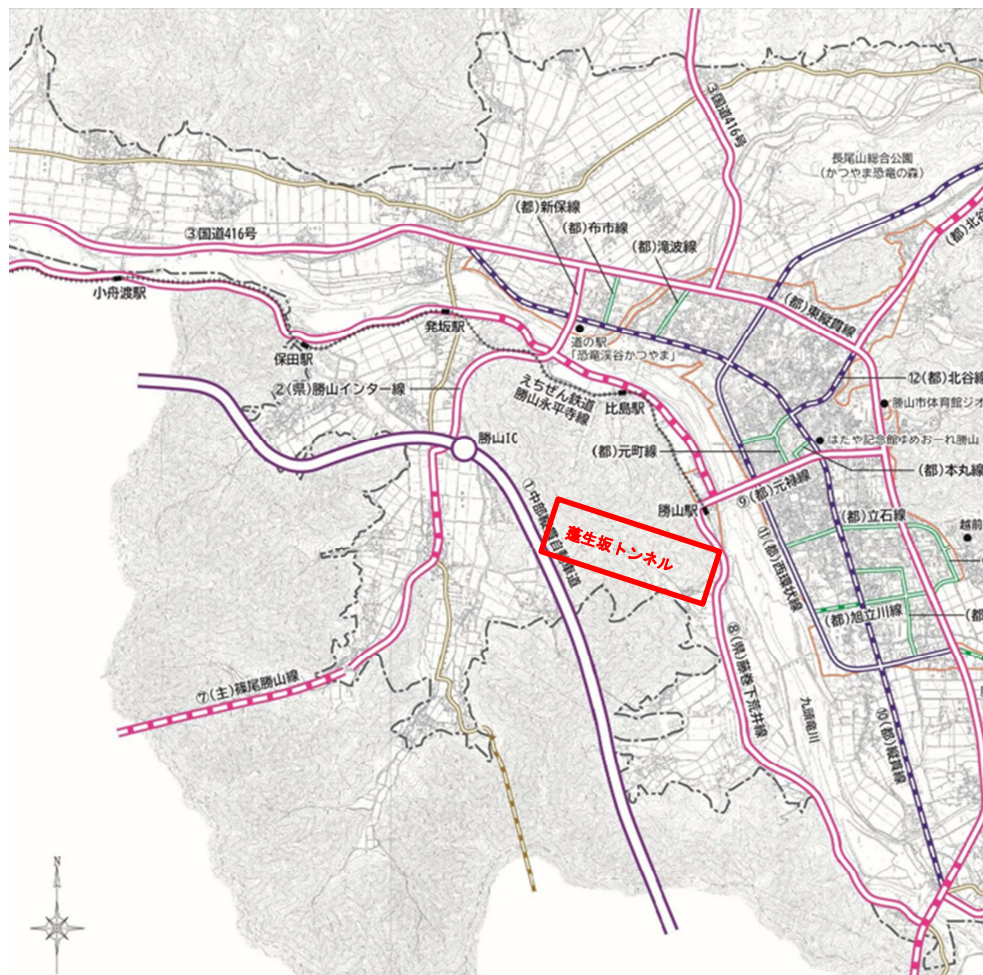 ③国道416号
長尾山総合公園
(かつやま恐竜の森)
(都)新保線
(都)布市線
(都)滝波線
③国道416号
(都)北谷
小舟渡駅
発坂駅
保田駅
道の駅
「恐竜渓谷かつやま」
(都)東縦貫線
2(県)勝山インター線
えちぜん鉄道
勝山永平寺線
比島駅
⑫(都)北谷線
勝山市体育館ジオ
はたや記念館ゆめおーれ勝山
勝山IC
(都)元町線
(都)本丸線
勝山駅
⑨(都)元禄線
①中部縦貫自動車道
蓬生坂トンネル
(都)立石線
越前
⑪(都)西環状線
(都)旭立川線
(都)
⑧(県)藤巻下荒井線
⑦(主)篠尾勝山線
九頭竜川
⑩(都)縦貫線
N